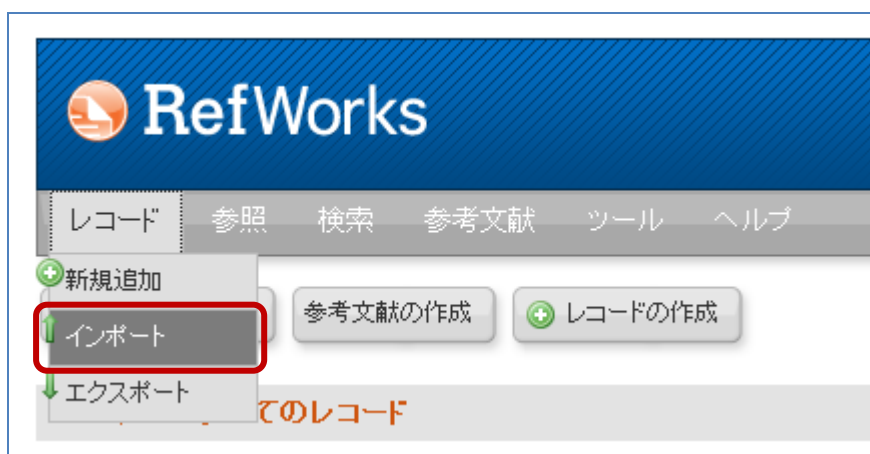 RefWorks
レコード 参照 検索 参考文献 ツール ヘルプ
新規追加
インポート 参考文献の作成 レコードの作成
エクスポート
てのレコード